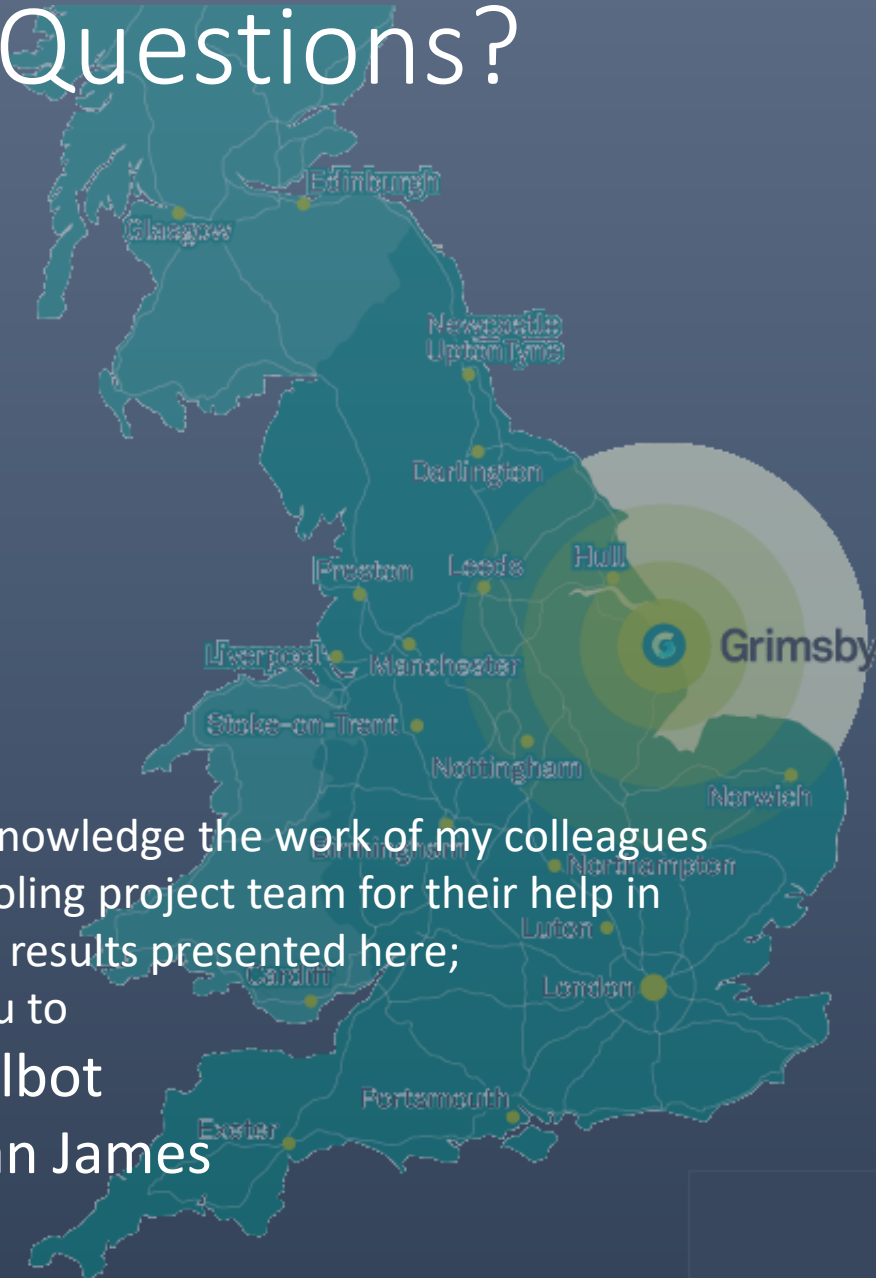 Questions?
Edinburgh
Glasgow
Newcastle
Upton Tyne
Darlington
Hull
Preston
Leeds
Grimsby
Liverpool
Manchester
Stoke-on-Trent
Nottingham
Norwich
nowledge the work of my colleagues
Birmingham
Northampton
oling project team for their help in
Luton
results presented here;
Cardiff
London
u to
lbot
Portsmouth
Exeter
n James